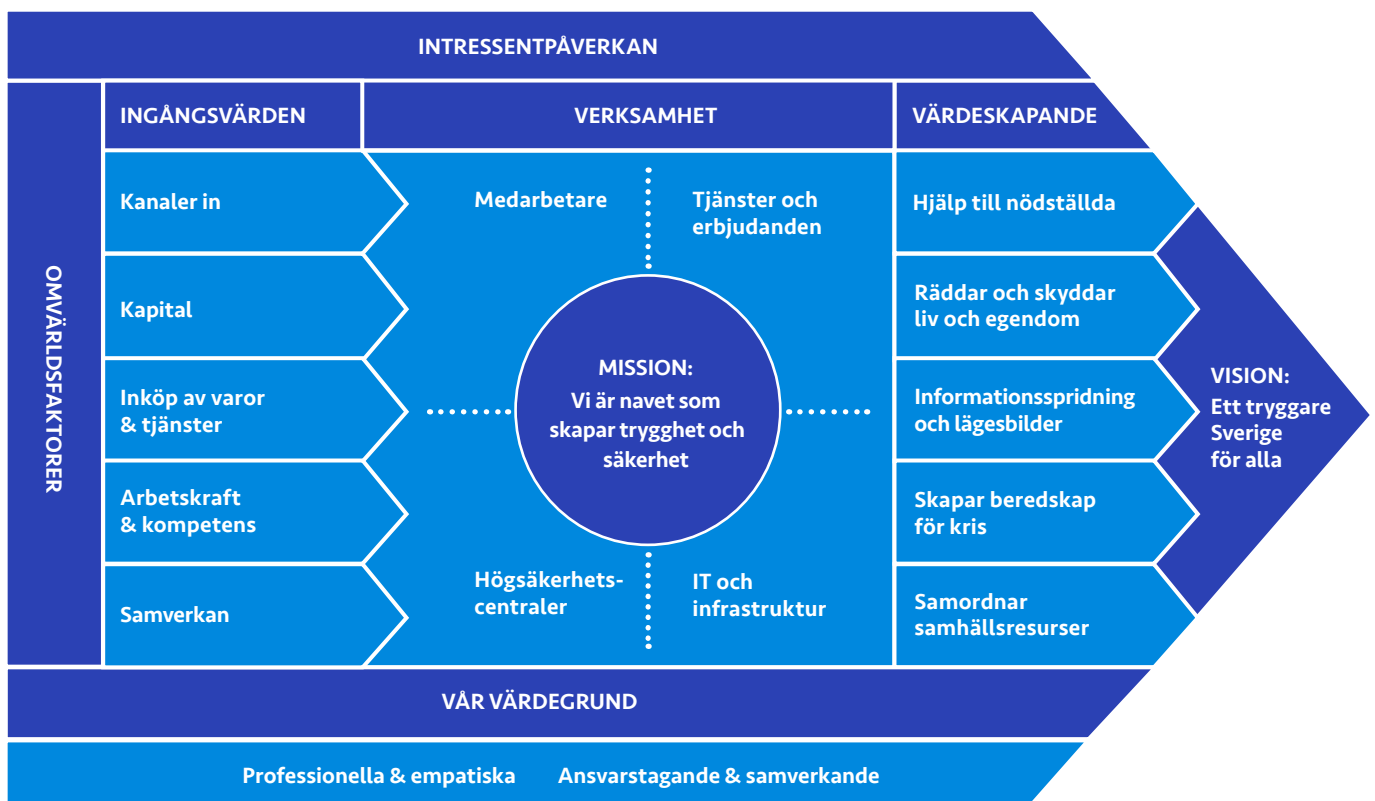 INTRESSENTPÅVERKAN
OMVÄRLDSFAKTORER
INGÅNGSVÄRDEN
Kanaler in
Kapital
Inköp av varor
& tjänster
Arbetskraft
& kompetens
Samverkan
VERKSAMHET
Medarbetare
Tjänster och
erbjudanden
MISSION:
Vi är navet som
skapar trygghet och
säkerhet
Högsäkerhets-
centraler
IT och
infrastruktur
VÄRDESKAPANDE
Hjälp till nödställda
Räddar och skyddar
liv och egendom
Informationsspridning
och lägesbilder
Skapar beredskap
för kris
Samordnar
samhällsresurser
VISION:
Ett tryggare
Sverige
för alla
VÅR VÄRDEGRUND
Professionella & empatiska
Ansvarstagande & samverkande